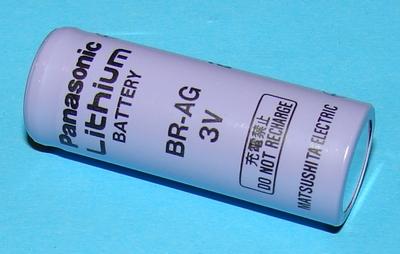 Panasonic
Lithium
BATTERY
BR-AG
3V
充電禁止
DO NOT RECHARGE
MATSUSHITA ELECTRIC